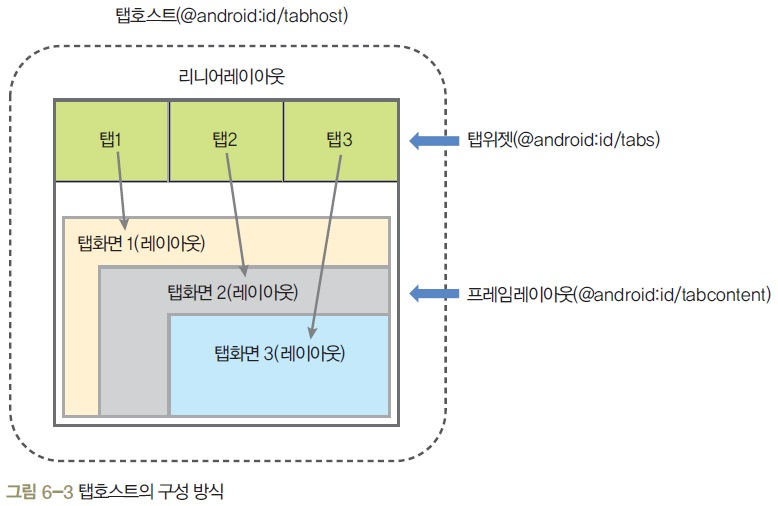 탭호스트(@android:id/tabhost)
리니어레이아웃
탭1 탭2 탭3
탭위젯(@android:id/tabs)
탭화면 1(레이아웃)
탭화면 2(레이아웃)
프레임레이아웃(@android:id/tabcontent)
탭화면 3(레이아웃)
그림 6-3 탭호스트의 구성 방식